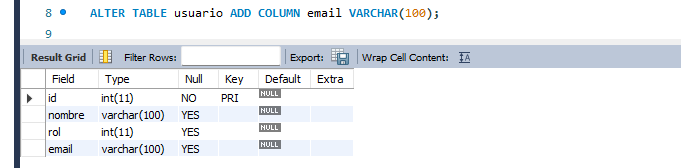 8 ALTER TABLE usuario ADD COLUMN email VARCHAR(100);
9
Result Grid Filter Rows: Export: Wrap Cell Content: IA
Field Type Null Key Default Extra
id int(11) NO PRI NULL
nombre varchar(100) YES NULL
rol int(11) YES NULL
email varchar(100) YES NULL